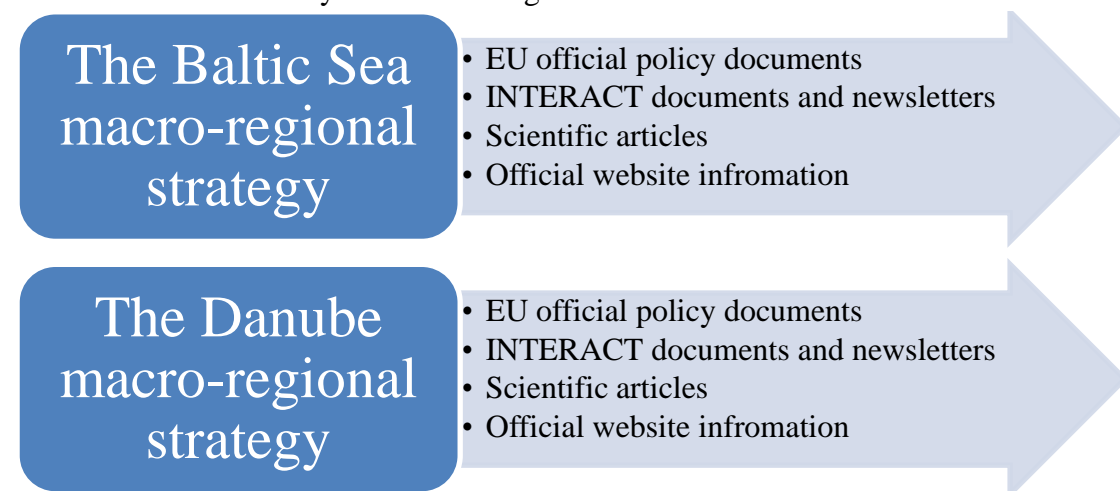 The Baltic Sea
macro-regional
strategy
• EU official policy documents
• INTERACT documents and newsletters
• Scientific articles
• Official website infromation
The Danube
macro-regional
strategy
• EU official policy documents
• INTERACT documents and newsletters
• Scientific articles
• Official website infromation